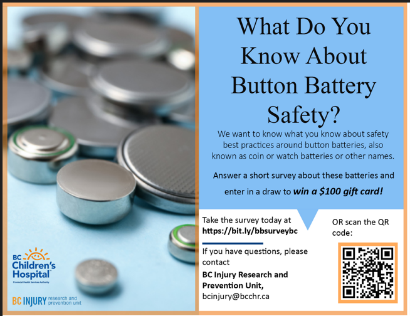 What Do You
Know About
Button Battery
Safety?
We want to know what you know about safety
best practices around button batteries, also
known as coin or watch batteries or other names.
Answer a short survey about these batteries and
enter in a draw to win a $100 gift card!
Take the survey today at
https://bit.ly/bbsurveybc
If you have questions, please
contact
BC Injury Research and
Prevention Unit,
bcinjury@bcchr.ca
OR scan the QR
code:
BC
Children's
Hospital
BC INJURY research and
prevention unit